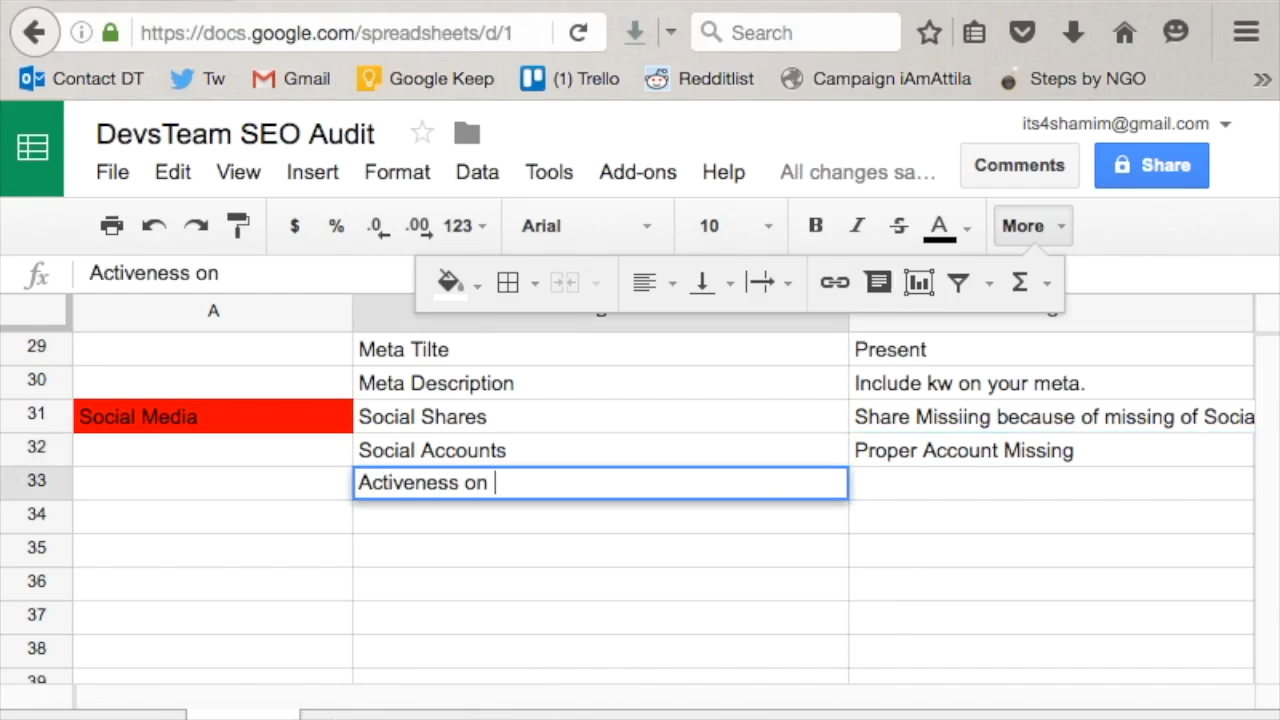 https://docs.google.com/spreadsheets/d/1
Search
Contact DT Tw Gmail Google Keep (1) Trello Redditlist Campaign iAmAttila Steps by NGO
DevsTeam SEO Audit
its4shamim@gmail.com
File Edit View Insert Format Data Tools Add-ons Help All changes sa...
Comments Share
$ % .0 .00 123 Arial 10 B I S A More
fx Activeness on
A
29 Meta Tilte Present
30 Meta Description Include kw on your meta.
31 Social Media Social Shares Share Missiing because of missing of Socia
32 Social Accounts Proper Account Missing
33 Activeness on
34
35
36
37
38
39